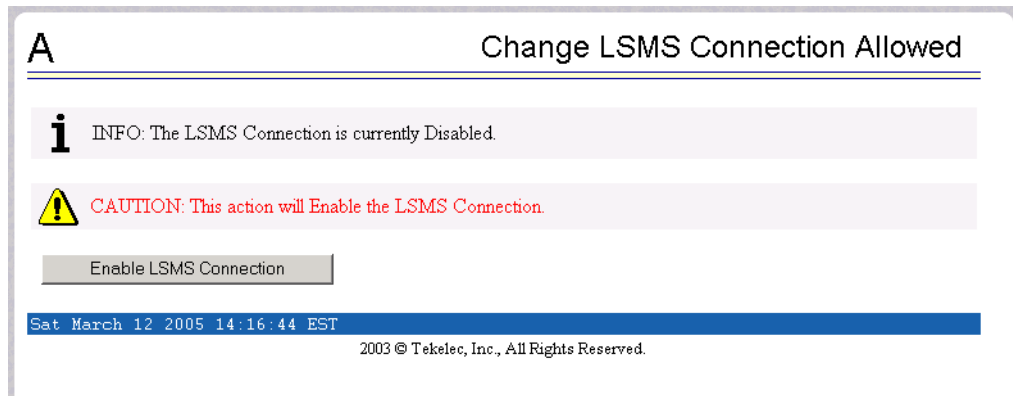 A
Change LSMS Connection Allowed
i INFO: The LSMS Connection is currently Disabled.
! CAUTION: This action will Enable the LSMS Connection.
Enable LSMS Connection
Sat March 12 2005 14:16:44 EST
2003 © Tekelec, Inc., All Rights Reserved.